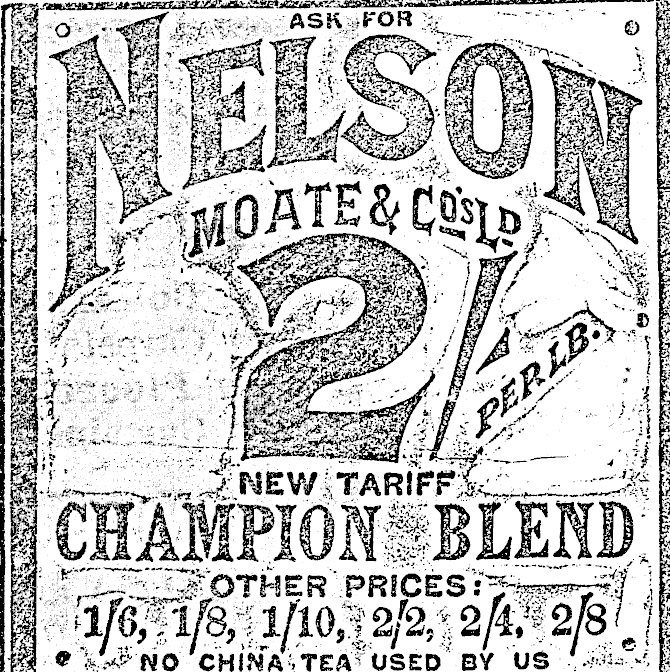 ASK FOR
NELSON
MOATE & Co's LD
2/-
PER LB.
NEW TARIFF
CHAMPION BLEND
OTHER PRICES:
1/6, 1/8, 1/10, 2/2, 2/4, 2/8
NO CHINA TEA USED BY US